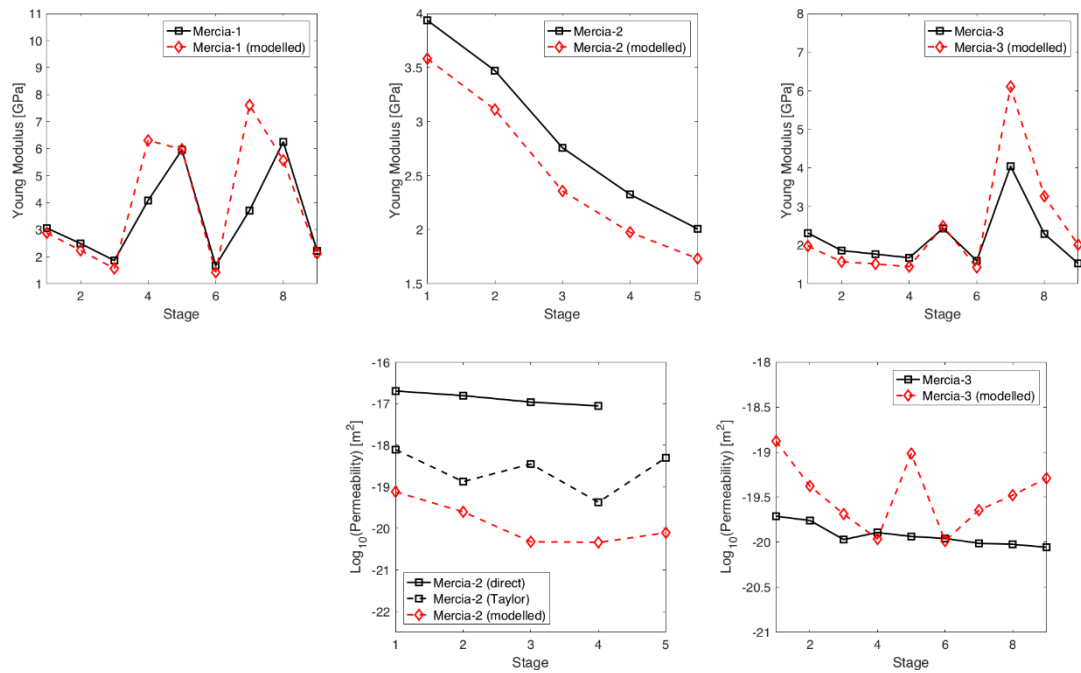 11
10
9
8
7
6
5
4
3
2
1
Young Modulus [GPa]
Mercia-1
Mercia-1 (modelled)
2 4 6 8
Stage
4
3.5
3
2.5
2
1.5
Young Modulus [GPa]
Mercia-2
Mercia-2 (modelled)
1 2 3 4 5
Stage
8
7
6
5
4
3
2
1
Young Modulus [GPa]
Mercia-3
Mercia-3 (modelled)
2 4 6 8
Stage
-16
-17
-18
-19
-20
-21
-22
Log10(Permeability) [m2]
Mercia-2 (direct)
Mercia-2 (Taylor)
Mercia-2 (modelled)
1 2 3 4 5
Stage
-18
-18.5
-19
-19.5
-20
-20.5
-21
Log10(Permeability) [m2]
Mercia-3
Mercia-3 (modelled)
2 4 6 8
Stage